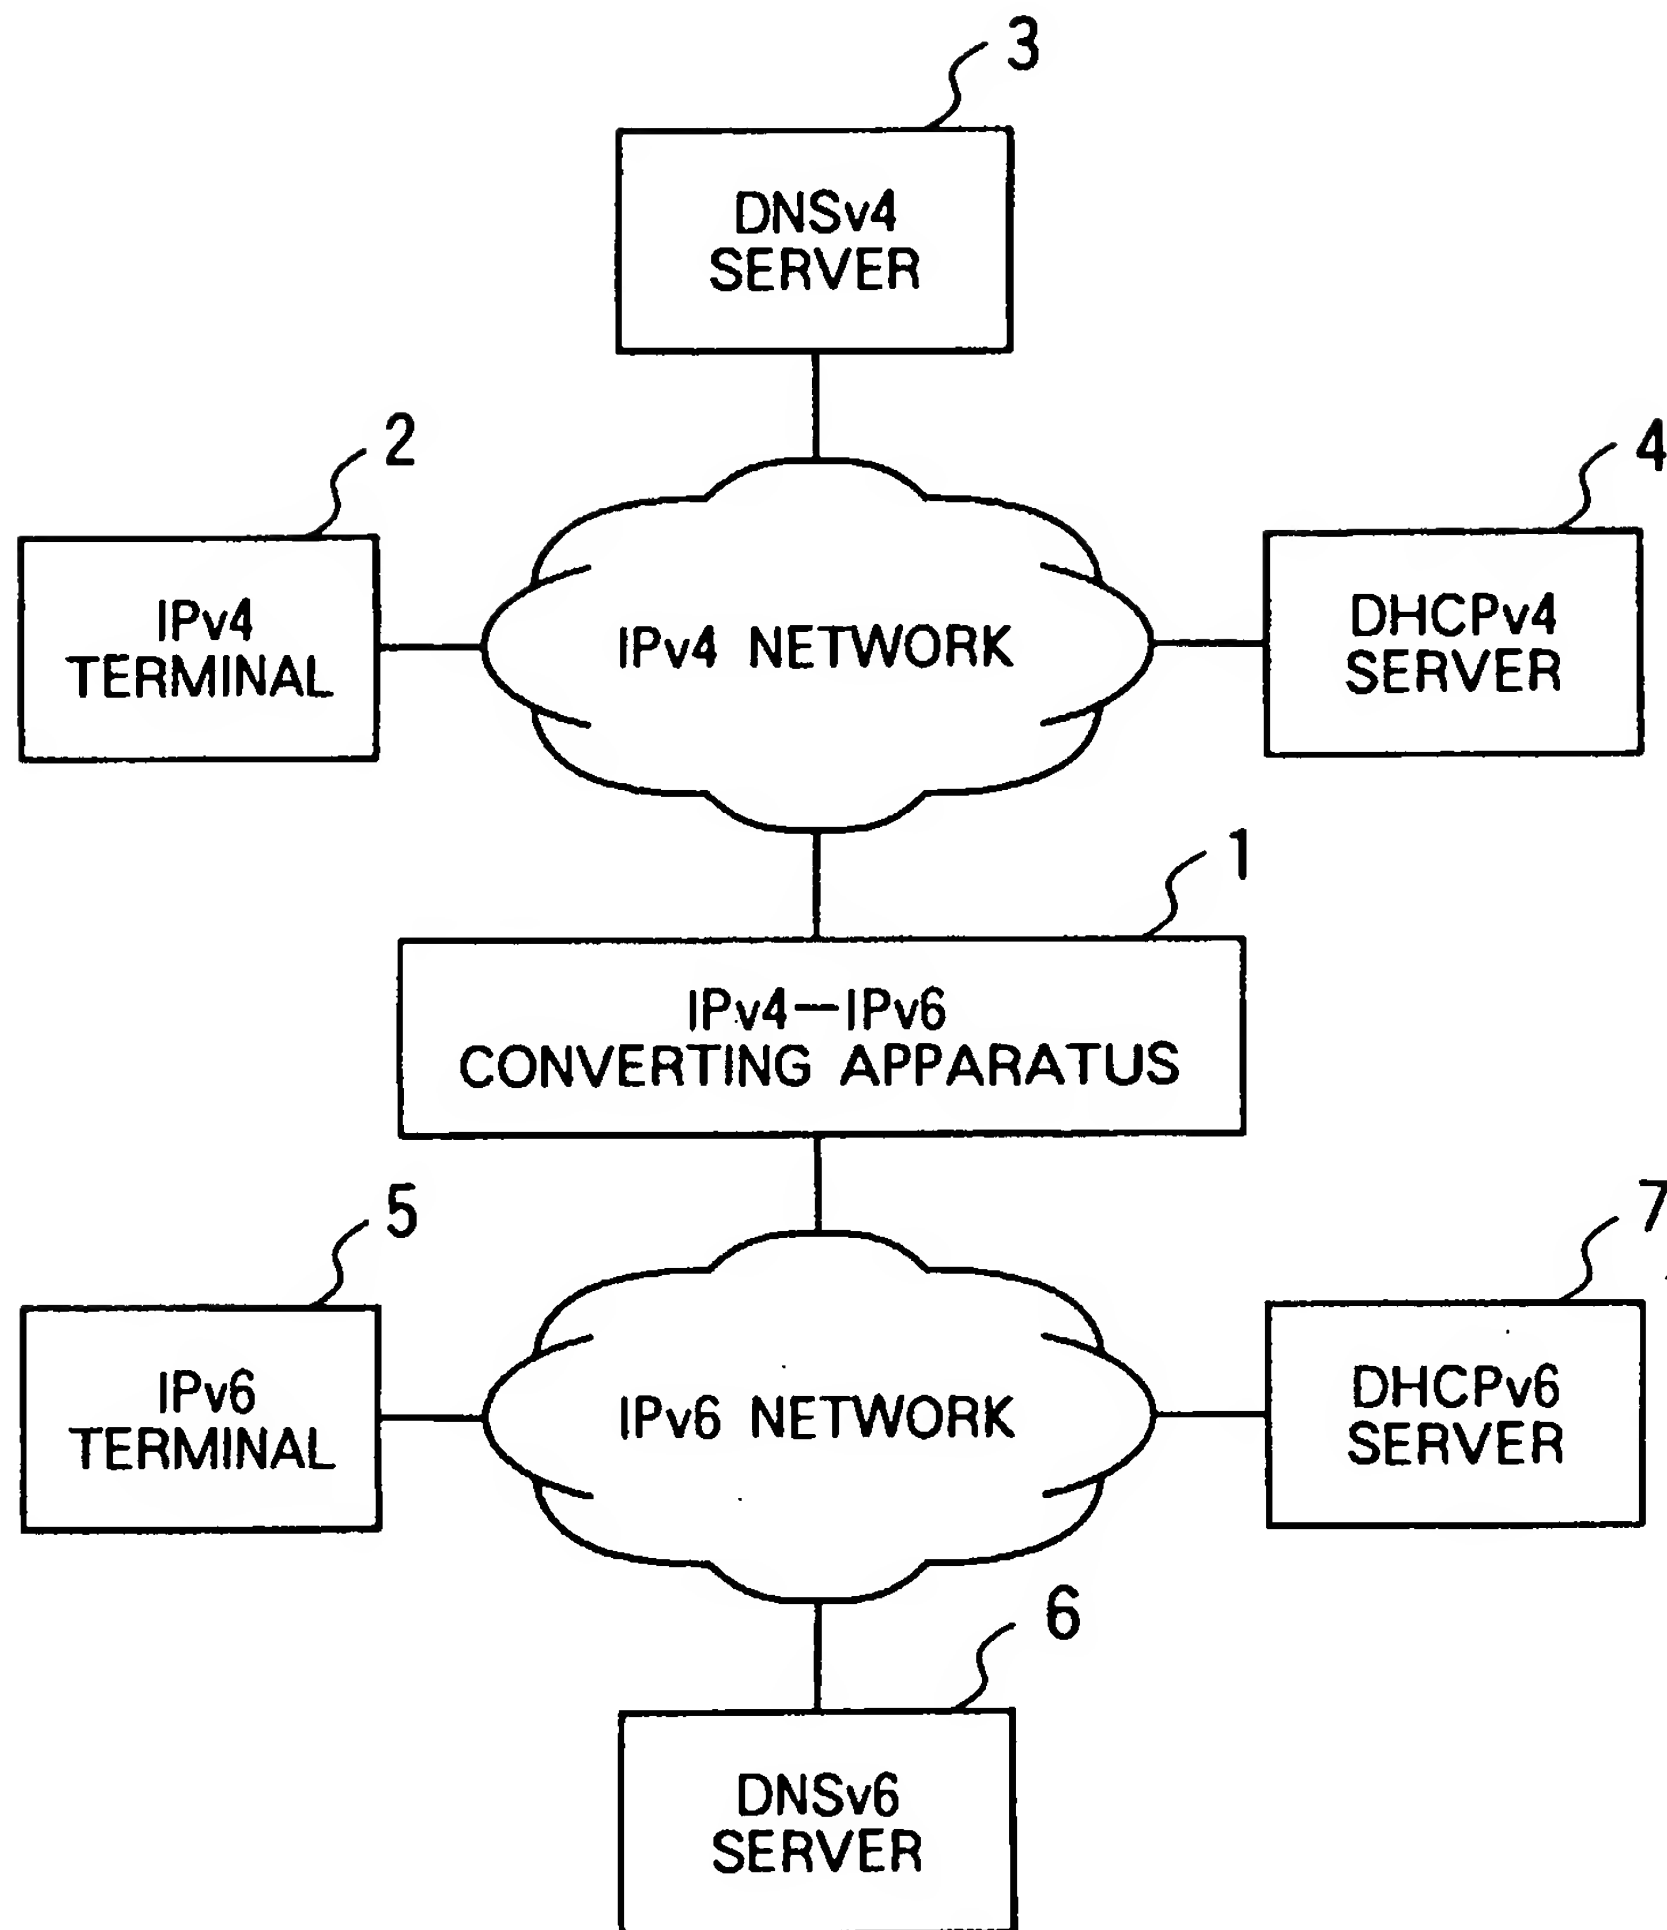 3
DNSv4
SERVER
2
4
IPv4
TERMINAL
IPv4 NETWORK
DHCPv4
SERVER
1
IPv4—IPv6
CONVERTING APPARATUS
5
7
IPv6
TERMINAL
IPv6 NETWORK
DHCPv6
SERVER
6
DNSv6
SERVER